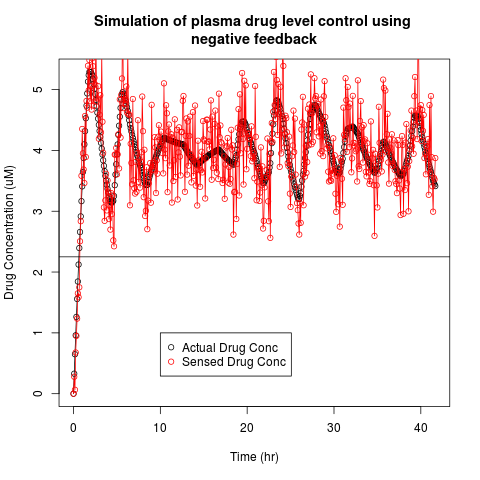 Simulation of plasma drug level control using
negative feedback
Drug Concentration (uM)
5
4
3
2
1
0
Actual Drug Conc
Sensed Drug Conc
0 10 20 30 40
Time (hr)